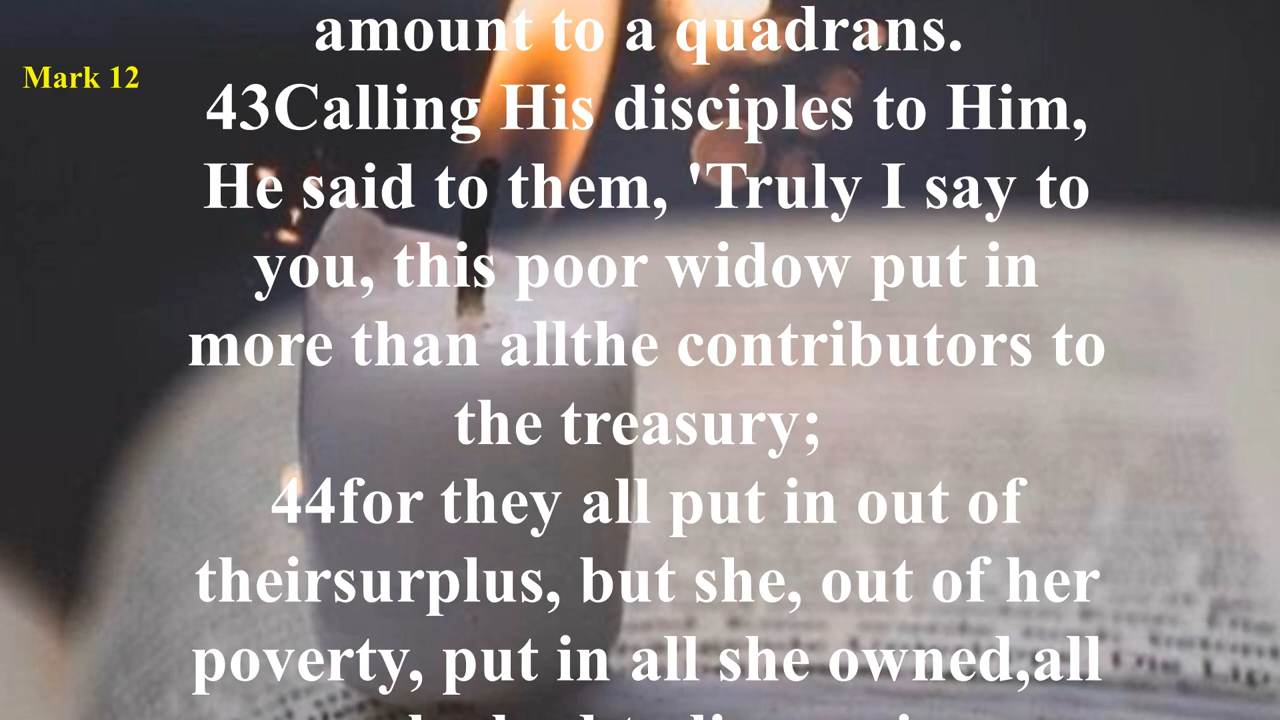 amount to a quadrans.
Mark 12
43Calling His disciples to Him,
He said to them, 'Truly I say to
you, this poor widow put in
more than allthe contributors to
the treasury;
44for they all put in out of
theirsurplus, but she, out of her
poverty, put in all she owned,all